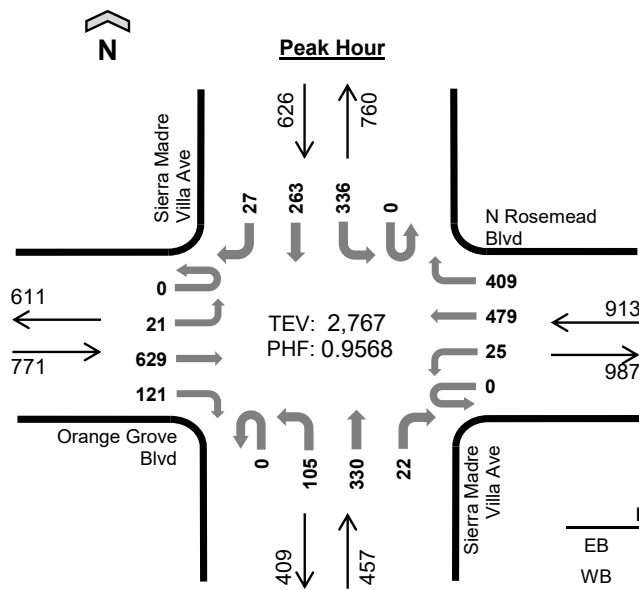 N
Peak Hour
626
760
Sierra Madre
Villa Ave
27
263
336
0
N Rosemead
Blvd
611
771
0
21
629
121
TEV: 2,767
PHF: 0.9568
409
479
25
0
913
987
Orange Grove
Blvd
0
105
330
22
Sierra Madre
Villa Ave
409
457
EB
WB